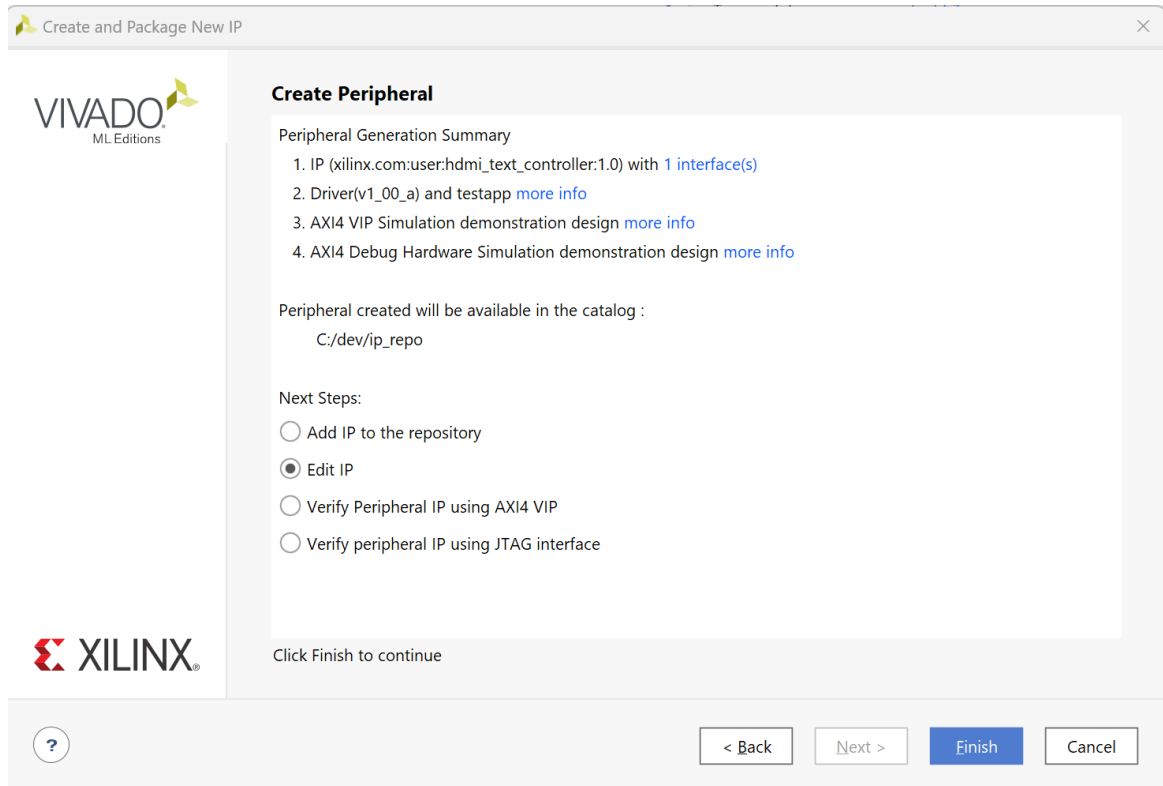 Create and Package New IP
VIVADO.
ML Editions
Create Peripheral
Peripheral Generation Summary
1. IP (xilinx.com:user:hdmi_text_controller:1.0) with 1 interface(s)
2. Driver(v1_00_a) and testapp more info
3. AXI4 VIP Simulation demonstration design more info
4. AXI4 Debug Hardware Simulation demonstration design more info
Peripheral created will be available in the catalog :
C:/dev/ip_repo
Next Steps:
Add IP to the repository
Edit IP
Verify Peripheral IP using AXI4 VIP
Verify peripheral IP using JTAG interface
XILINX®
Click Finish to continue
?
< Back
Next >
Finish
Cancel